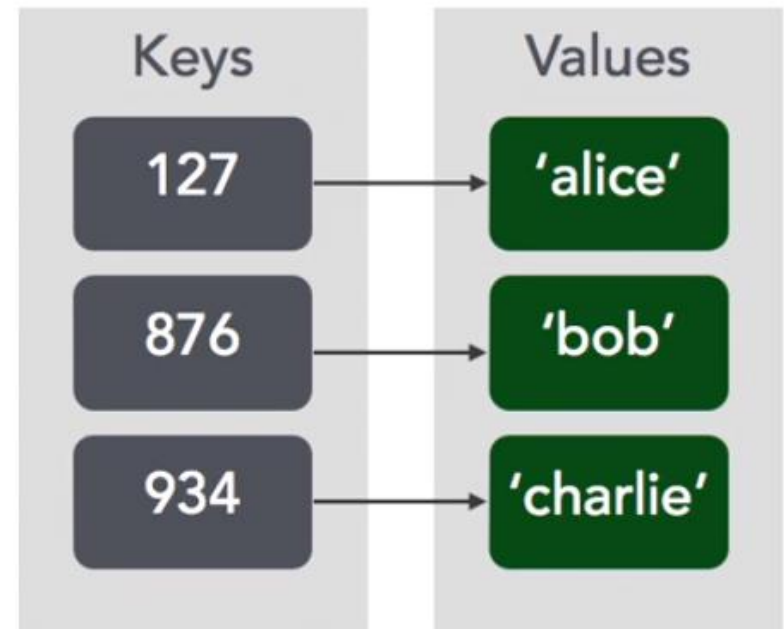 Keys Values
127 ‘alice’
876 ‘bob’
934 ‘charlie’